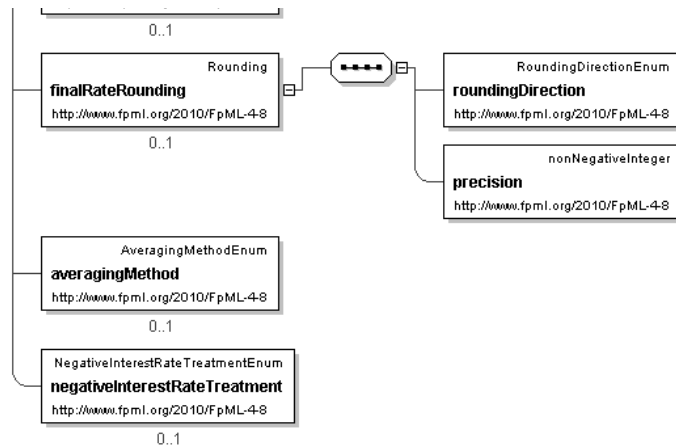 0..1
Rounding
finalRateRounding
http://www.fpml.org/2010/FpML-4-8
0..1
RoundingDirectionEnum
roundingDirection
http://www.fpml.org/2010/FpML-4-8
nonNegativeInteger
precision
http://www.fpml.org/2010/FpML-4-8
AveragingMethodEnum
averagingMethod
http://www.fpml.org/2010/FpML-4-8
0..1
NegativeInterestRateTreatmentEnum
negativeInterestRateTreatment
http://www.fpml.org/2010/FpML-4-8
0..1